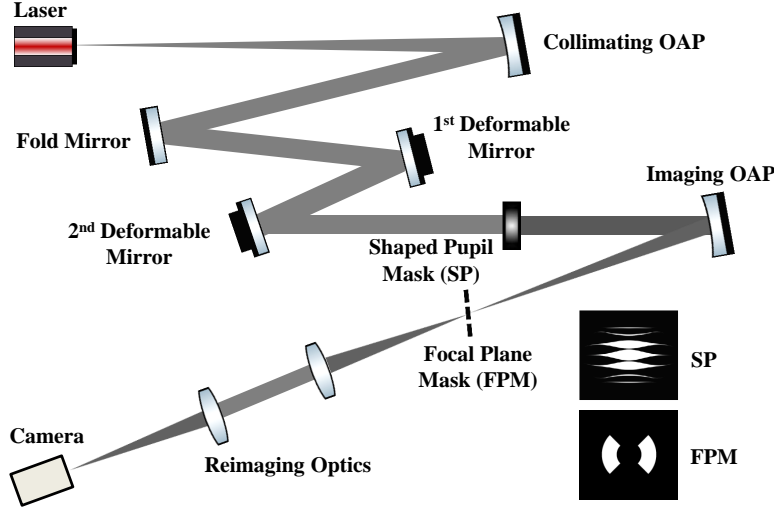 Laser
Collimating OAP
Fold Mirror
1st Deformable
Mirror
Imaging OAP
2nd Deformable
Mirror
Shaped Pupil
Mask (SP)
Focal Plane
Mask (FPM)
SP
Camera
Reimaging Optics
FPM